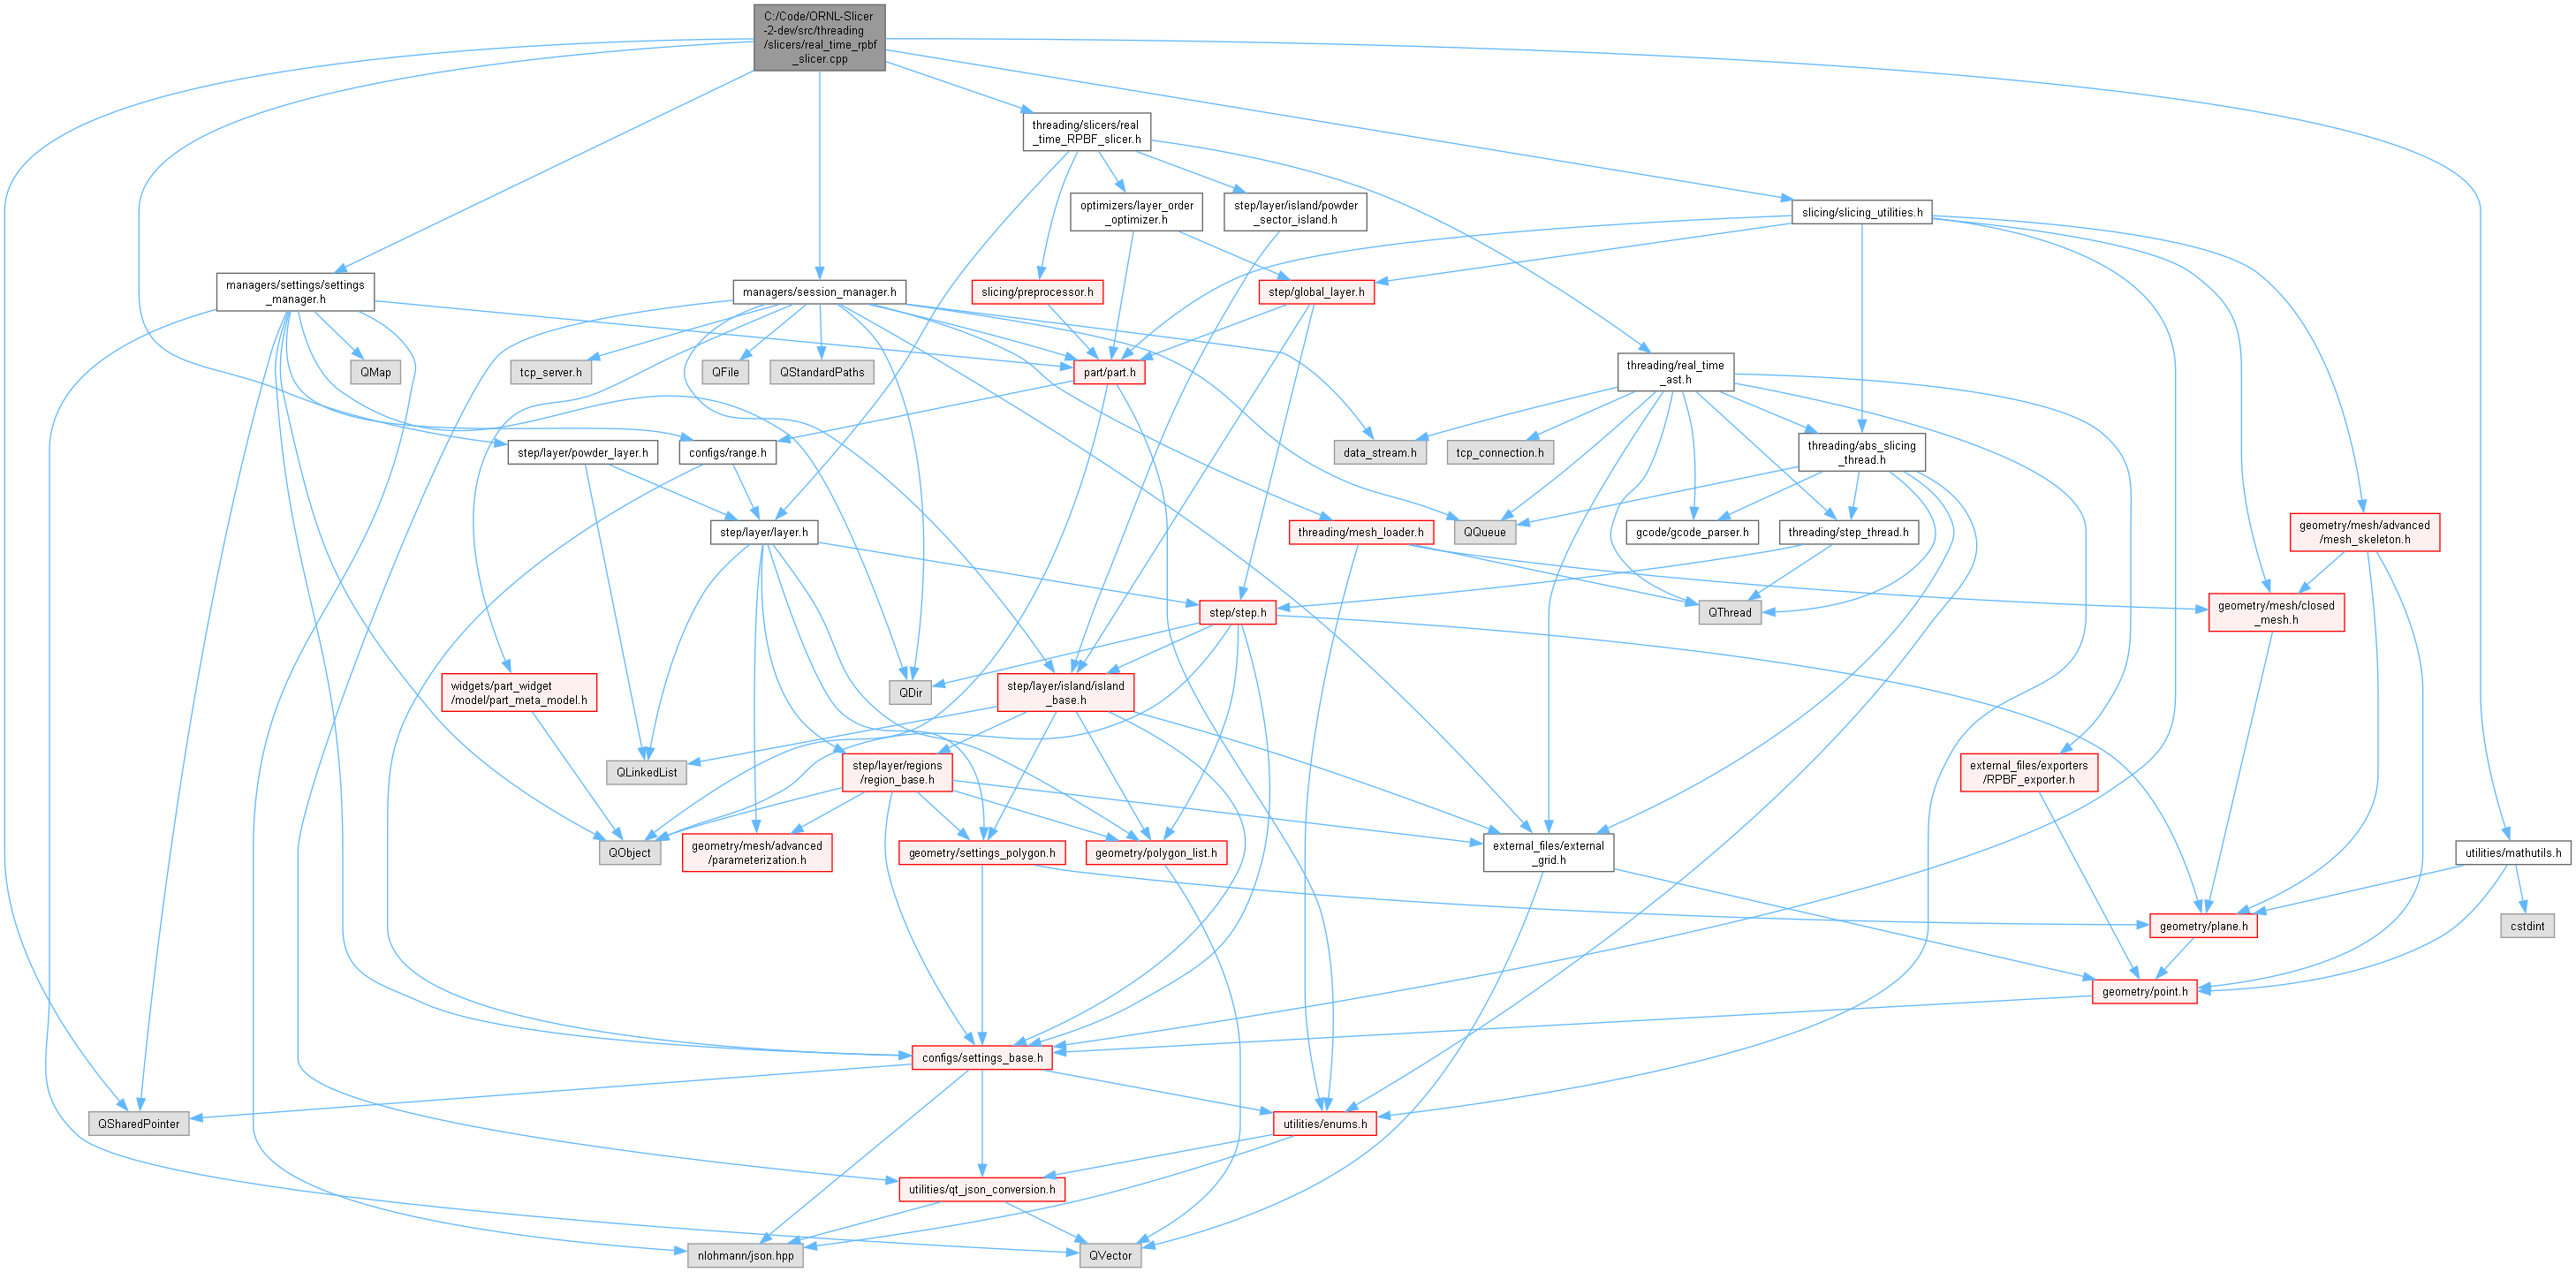 C:/Code/ORNL-Slicer
-2-dev/src/threading
/slicers/real_time_rpbf
_slicer.cpp
threading/slicers/real
_time_RPBF_slicer.h
optimizers/layer_order
_optimizer.h
step/layer/island/powder
_sector_island.h
slicing/slicing_utilities.h
managers/settings/settings
_manager.h
managers/session_manager.h
slicing/preprocessor.h
step/global_layer.h
QMap
tcp_server.h
QFile
QStandardPaths
part/part.h
threading/real_time
_ast.h
step/layer/powder_layer.h
configs/range.h
data_stream.h
tcp_connection.h
threading/abs_slicing
_thread.h
step/layer/layer.h
threading/mesh_loader.h
QQueue
gcode/gcode_parser.h
threading/step_thread.h
geometry/mesh/advanced
/mesh_skeleton.h
step/step.h
QThread
geometry/mesh/closed
_mesh.h
widgets/part_widget
/model/part_meta_model.h
QDir
step/layer/island/island
_base.h
QLinkedList
step/layer/regions
/region_base.h
external_files/exporters
/RPBF_exporter.h
QObject
geometry/mesh/advanced
/parameterization.h
geometry/settings_polygon.h
geometry/polygon_list.h
external_files/external
_grid.h
utilities/mathutils.h
geometry/plane.h
cstdint
geometry/point.h
configs/settings_base.h
QSharedPointer
utilities/enums.h
utilities/qt_json_conversion.h
nlohmann/json.hpp
QVector